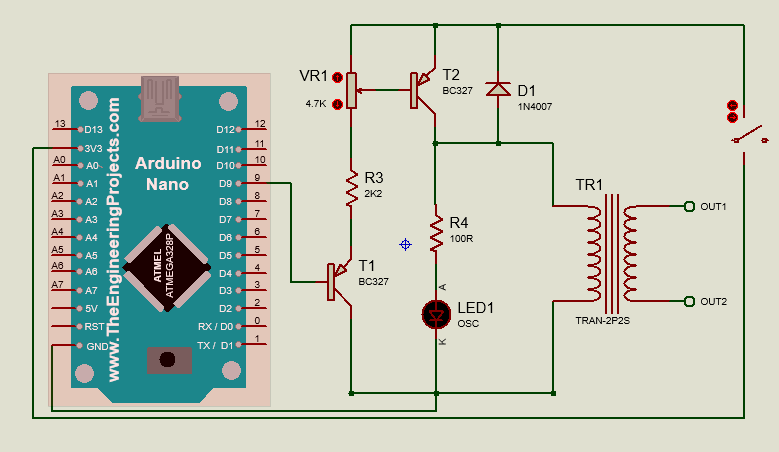 www.TheEngineeringProjects.com
Arduino
Nano
ATMEL
ATMEGA328P
13
D13
3V3
A0
A0
A1
A1
A2
A2
A3
A3
A4
A4
A5
A5
A6
A6
A7
A7
5V
RST
GND
D12
12
D11
11
D10
10
D9
9
D8
8
D7
7
D6
6
D5
5
D4
4
D3
3
D2
2
RX / D0
0
TX / D1
1
VR1
4.7K
R3
2K2
T1
BC327
T2
BC327
D1
1N4007
R4
100R
A
LED1
OSC
K
TR1
TRAN-2P2S
OUT1
OUT2